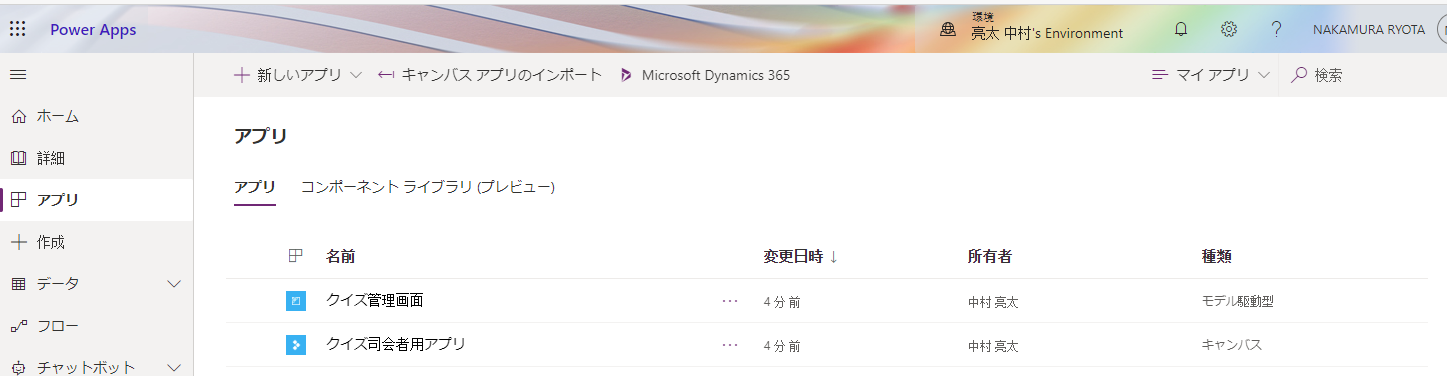 Power Apps
環境
亮太 中村's Environment
NAKAMURA RYOTA
新しいアプリ
キャンバス アプリのインポート
Microsoft Dynamics 365
マイ アプリ
検索
ホーム
詳細
アプリ
作成
データ
フロー
チャットボット
アプリ
アプリ
コンポーネント ライブラリ (プレビュー)
名前 変更日時 ↓ 所有者 種類
クイズ管理画面 … 4 分 前 中村 亮太 モデル駆動型
クイズ司会者用アプリ … 4 分 前 中村 亮太 キャンバス